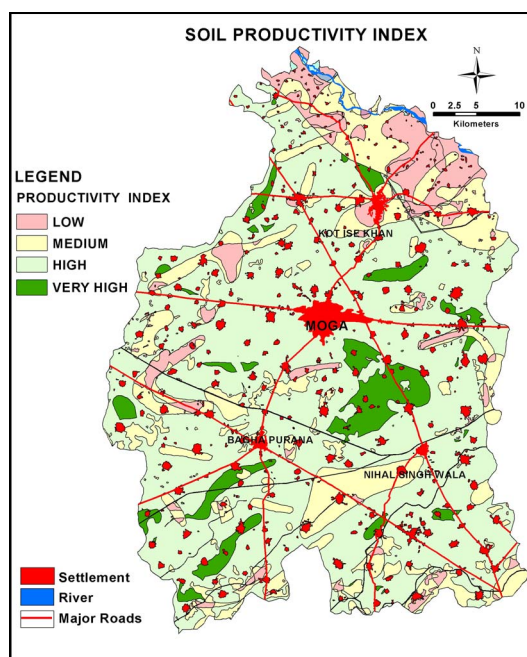 SOIL PRODUCTIVITY INDEX
N
0 2.5 5 10
Kilometers
LEGEND
PRODUCTIVITY INDEX
LOW
MEDIUM
HIGH
VERY HIGH
KOT ISE KHAN
MOGA
BAGHA PURANA
NIHAL SINGH WALA
Settlement
River
Major Roads